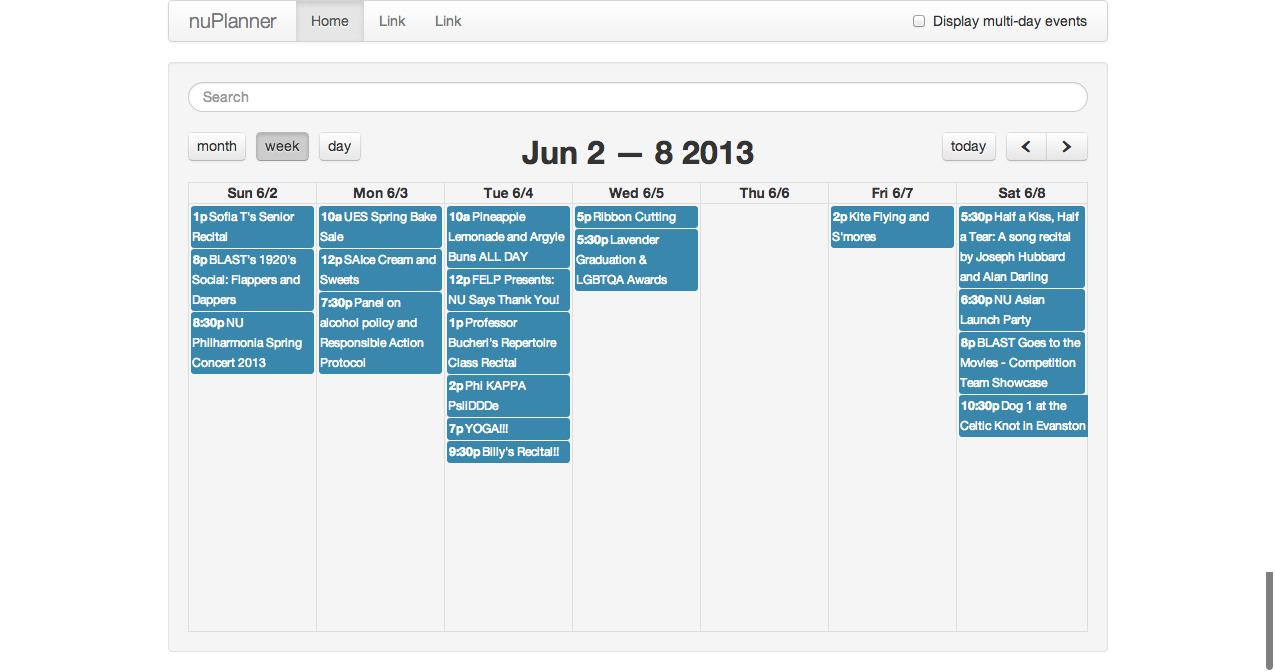 nuPlanner Home Link Link Display multi-day events
Search
month week day Jun 2 — 8 2013 today
Sun 6/2 Mon 6/3 Tue 6/4 Wed 6/5 Thu 6/6 Fri 6/7 Sat 6/8
1p Sofia T's Senior
Recital
8p BLAST's 1920's
Social: Flappers and
Dappers
8:30p NU
Philharmonia Spring
Concert 2013
10a UES Spring Bake
Sale
12p SAIce Cream and
Sweets
7:30p Panel on
alcohol policy and
Responsible Action
Protocol
10a Pineapple
Lemonade and Argyle
Buns ALL DAY
12p FELP Presents:
NU Says Thank You!
1p Professor
Bucheri's Repertoire
Class Recital
2p Phi KAPPA
PsiIDDDe
7p YOGA!!!
9:30p Billy's Recital!!
5p Ribbon Cutting
5:30p Lavender
Graduation &
LGBTQA Awards
2p Kite Flying and
S'mores
5:30p Half a Kiss, Half
a Tear: A song recital
by Joseph Hubbard
and Alan Darling
6:30p NU Asian
Launch Party
8p BLAST Goes to the
Movies - Competition
Team Showcase
10:30p Dog 1 at the
Celtic Knot in Evanston